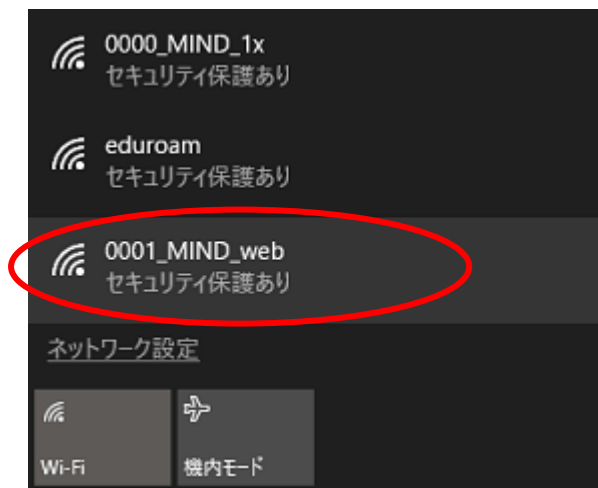 0000_MIND_1x
セキュリティ保護あり
eduroam
セキュリティ保護あり
0001_MIND_web
セキュリティ保護あり
ネットワーク設定
Wi-Fi
機内モード